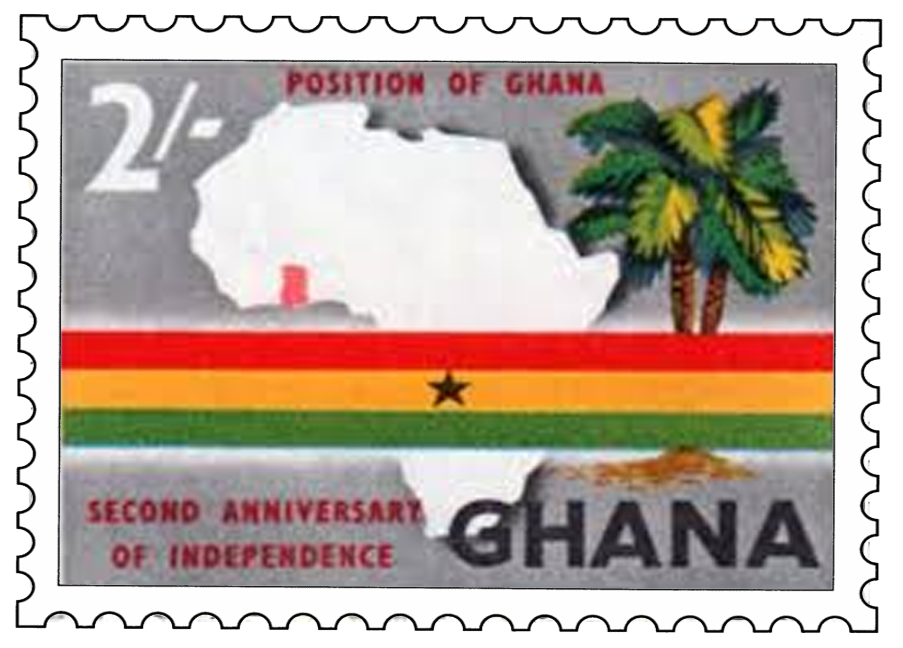 POSITION OF GHANA
2/-
SECOND ANNIVERSARY
OF INDEPENDENCE
GHANA